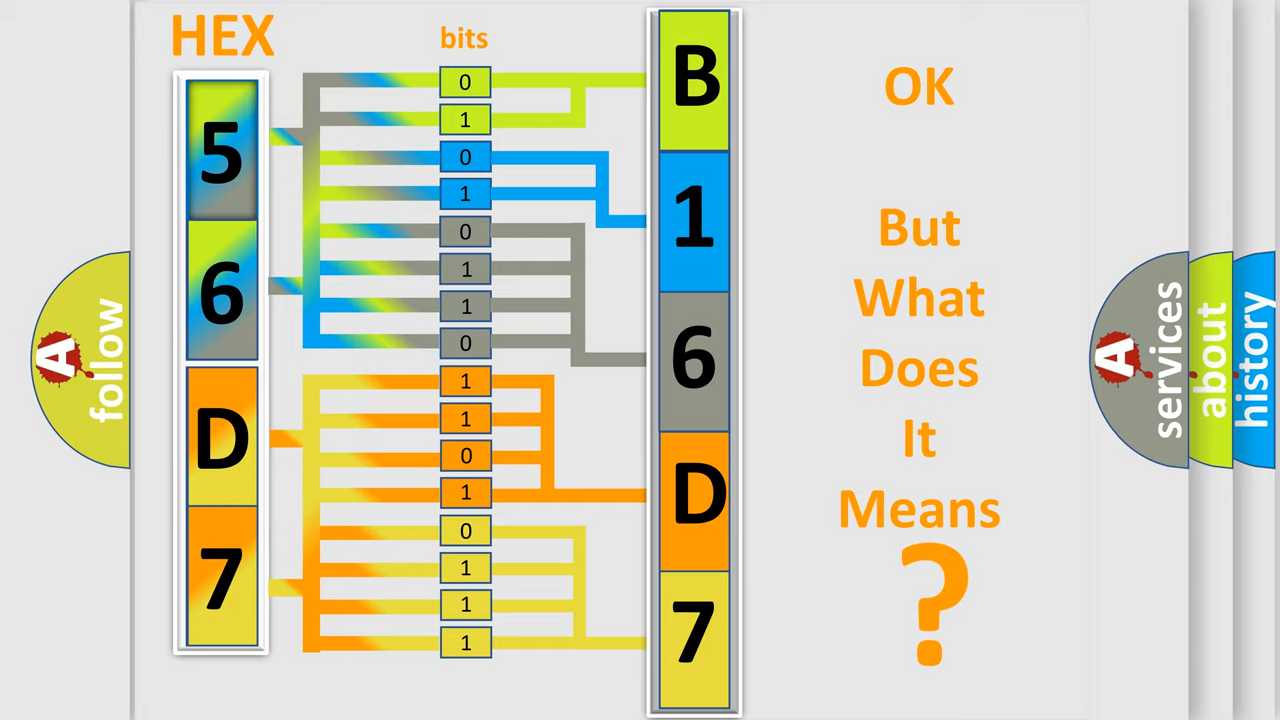 HEX
bits
5
6
D
7
0
1
0
1
0
1
1
0
1
1
0
1
0
1
1
1
B
1
6
D
7
OK
But
What
Does
It
Means
?
A
follow
A
services
about
history